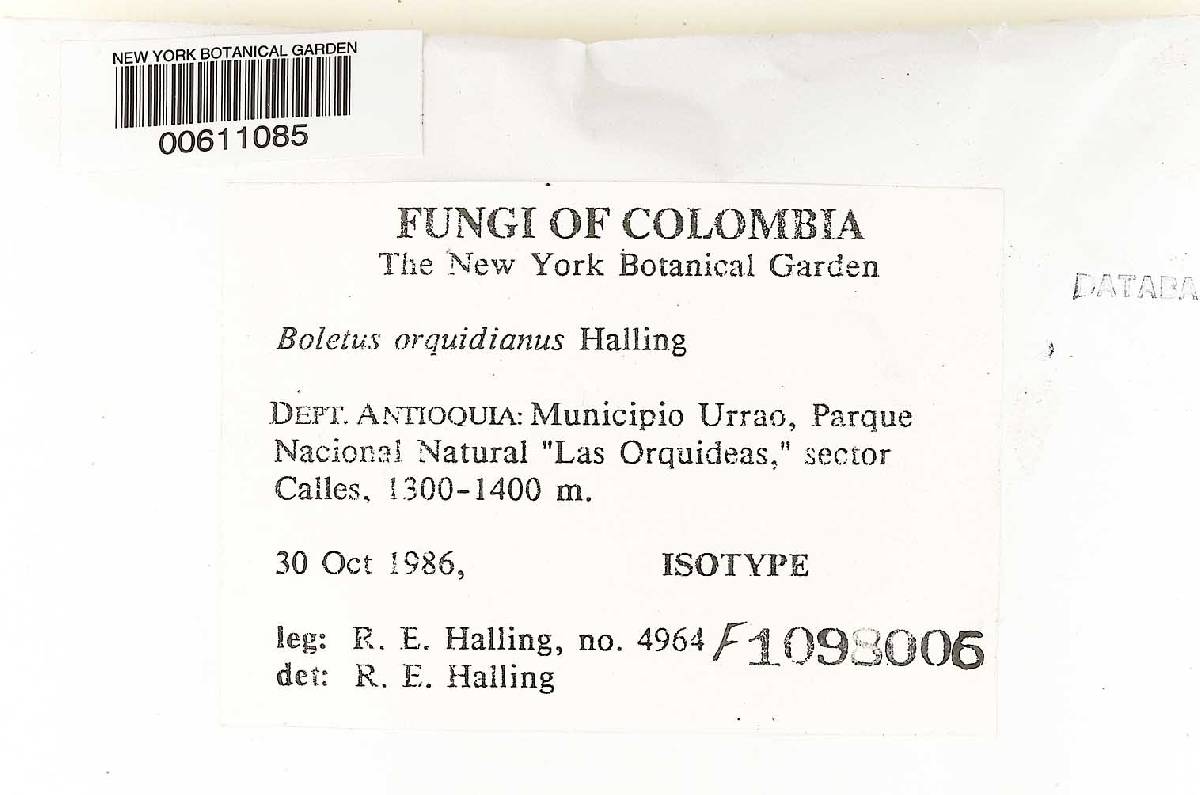 NEW YORK BOTANICAL GARDEN
00611085
FUNGI OF COLOMBIA
The New York Botanical Garden
DATABA
Boletus orquidianus Halling
DEPT. ANTIOQUIA: Municipio Urrao, Parque
Nacional Natural "Las Orquideas," sector
Calles, 1300-1400 m.
30 Oct 1986, ISOTYPE
leg: R. E. Halling, no. 4964 F1098006
det: R. E. Halling